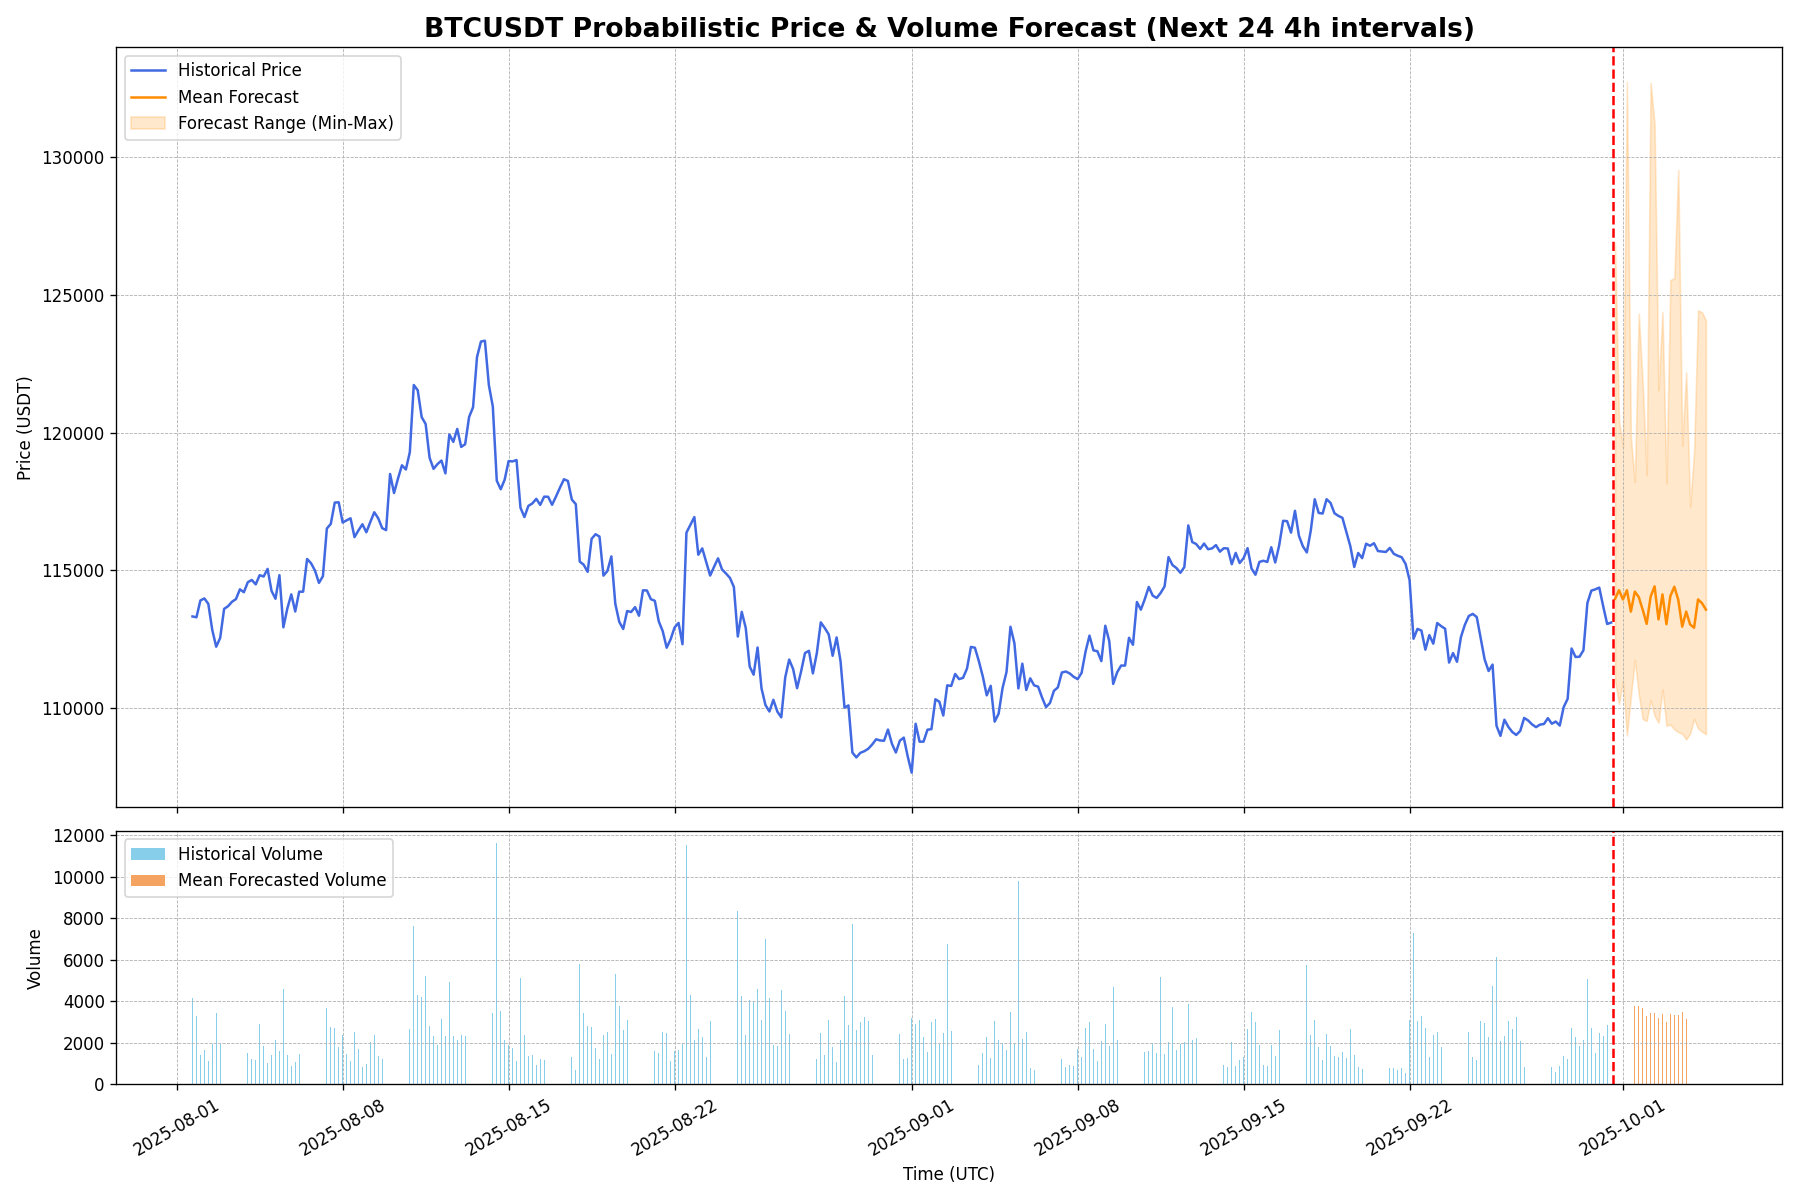 BTCUSDT Probabilistic Price & Volume Forecast (Next 24 4h intervals)
Historical Price
Mean Forecast
Forecast Range (Min-Max)
130000
125000
120000
115000
110000
Price (USDT)
Historical Volume
Mean Forecasted Volume
12000
10000
8000
6000
4000
2000
0
Volume
2025-08-01
2025-08-08
2025-08-15
2025-08-22
2025-09-01
2025-09-08
2025-09-15
2025-09-22
2025-10-01
Time (UTC)